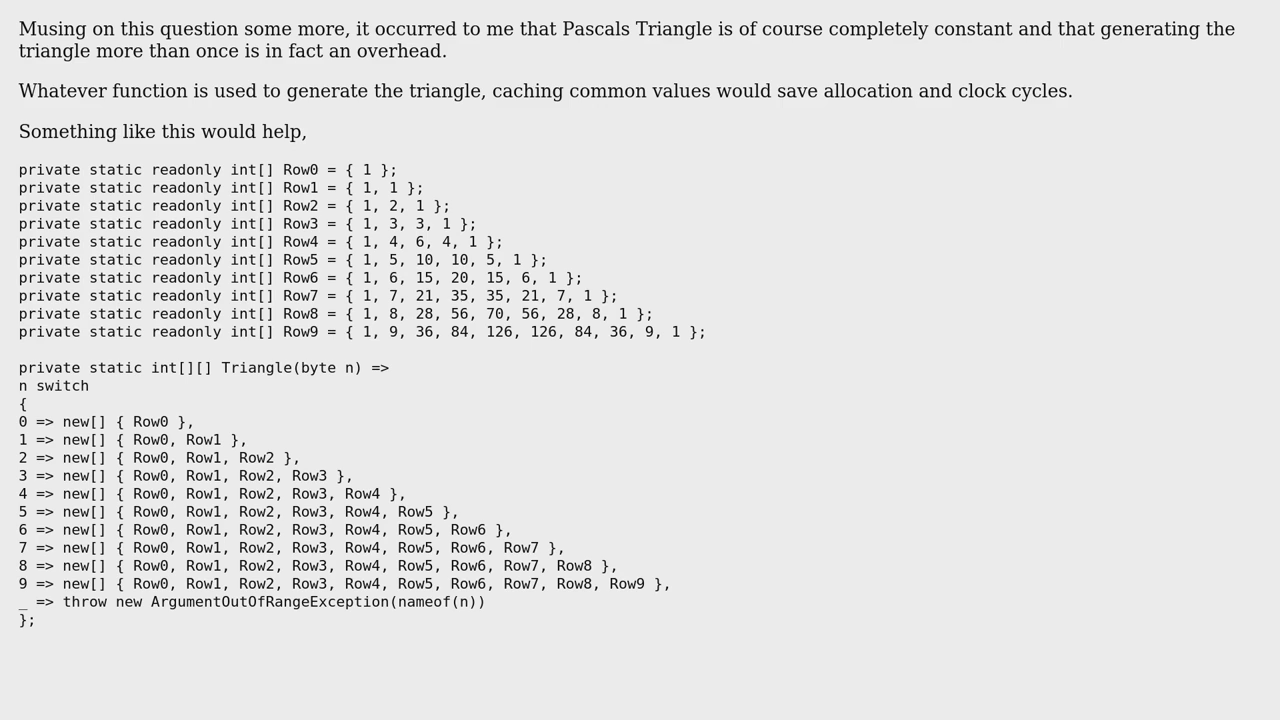 Musing on this question some more, it occurred to me that Pascals Triangle is of course completely constant and that generating the
triangle more than once is in fact an overhead.
Whatever function is used to generate the triangle, caching common values would save allocation and clock cycles.
Something like this would help,
private static readonly int[] Row0 = { 1 };
private static readonly int[] Row1 = { 1, 1 };
private static readonly int[] Row2 = { 1, 2, 1 };
private static readonly int[] Row3 = { 1, 3, 3, 1 };
private static readonly int[] Row4 = { 1, 4, 6, 4, 1 };
private static readonly int[] Row5 = { 1, 5, 10, 10, 5, 1 };
private static readonly int[] Row6 = { 1, 6, 15, 20, 15, 6, 1 };
private static readonly int[] Row7 = { 1, 7, 21, 35, 35, 21, 7, 1 };
private static readonly int[] Row8 = { 1, 8, 28, 56, 70, 56, 28, 8, 1 };
private static readonly int[] Row9 = { 1, 9, 36, 84, 126, 126, 84, 36, 9, 1 };
private static int[][] Triangle(byte n) =>
n switch
{
0 => new[] { Row0 },
1 => new[] { Row0, Row1 },
2 => new[] { Row0, Row1, Row2 },
3 => new[] { Row0, Row1, Row2, Row3 },
4 => new[] { Row0, Row1, Row2, Row3, Row4 },
5 => new[] { Row0, Row1, Row2, Row3, Row4, Row5 },
6 => new[] { Row0, Row1, Row2, Row3, Row4, Row5, Row6 },
7 => new[] { Row0, Row1, Row2, Row3, Row4, Row5, Row6, Row7 },
8 => new[] { Row0, Row1, Row2, Row3, Row4, Row5, Row6, Row7, Row8 },
9 => new[] { Row0, Row1, Row2, Row3, Row4, Row5, Row6, Row7, Row8, Row9 },
_ => throw new ArgumentOutOfRangeException(nameof(n))
};